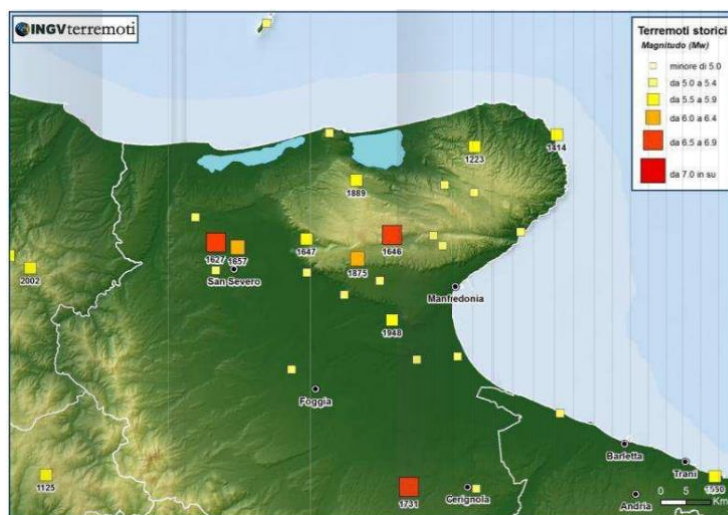 INGVterremoti
Terremoti storici
Magnitudo (Mw)
minore di 5.0
da 5.0 a 5.4
da 5.5 a 5.9
da 6.0 a 6.4
da 6.5 a 6.9
da 7.0 in su
1223
1414
1889
1627
1657
1647
1646
1875
2002
San Severo
Manfredonia
1948
Foggia
Barletta
Trani
1125
1731
Cerignola
Andria
0
5
Km